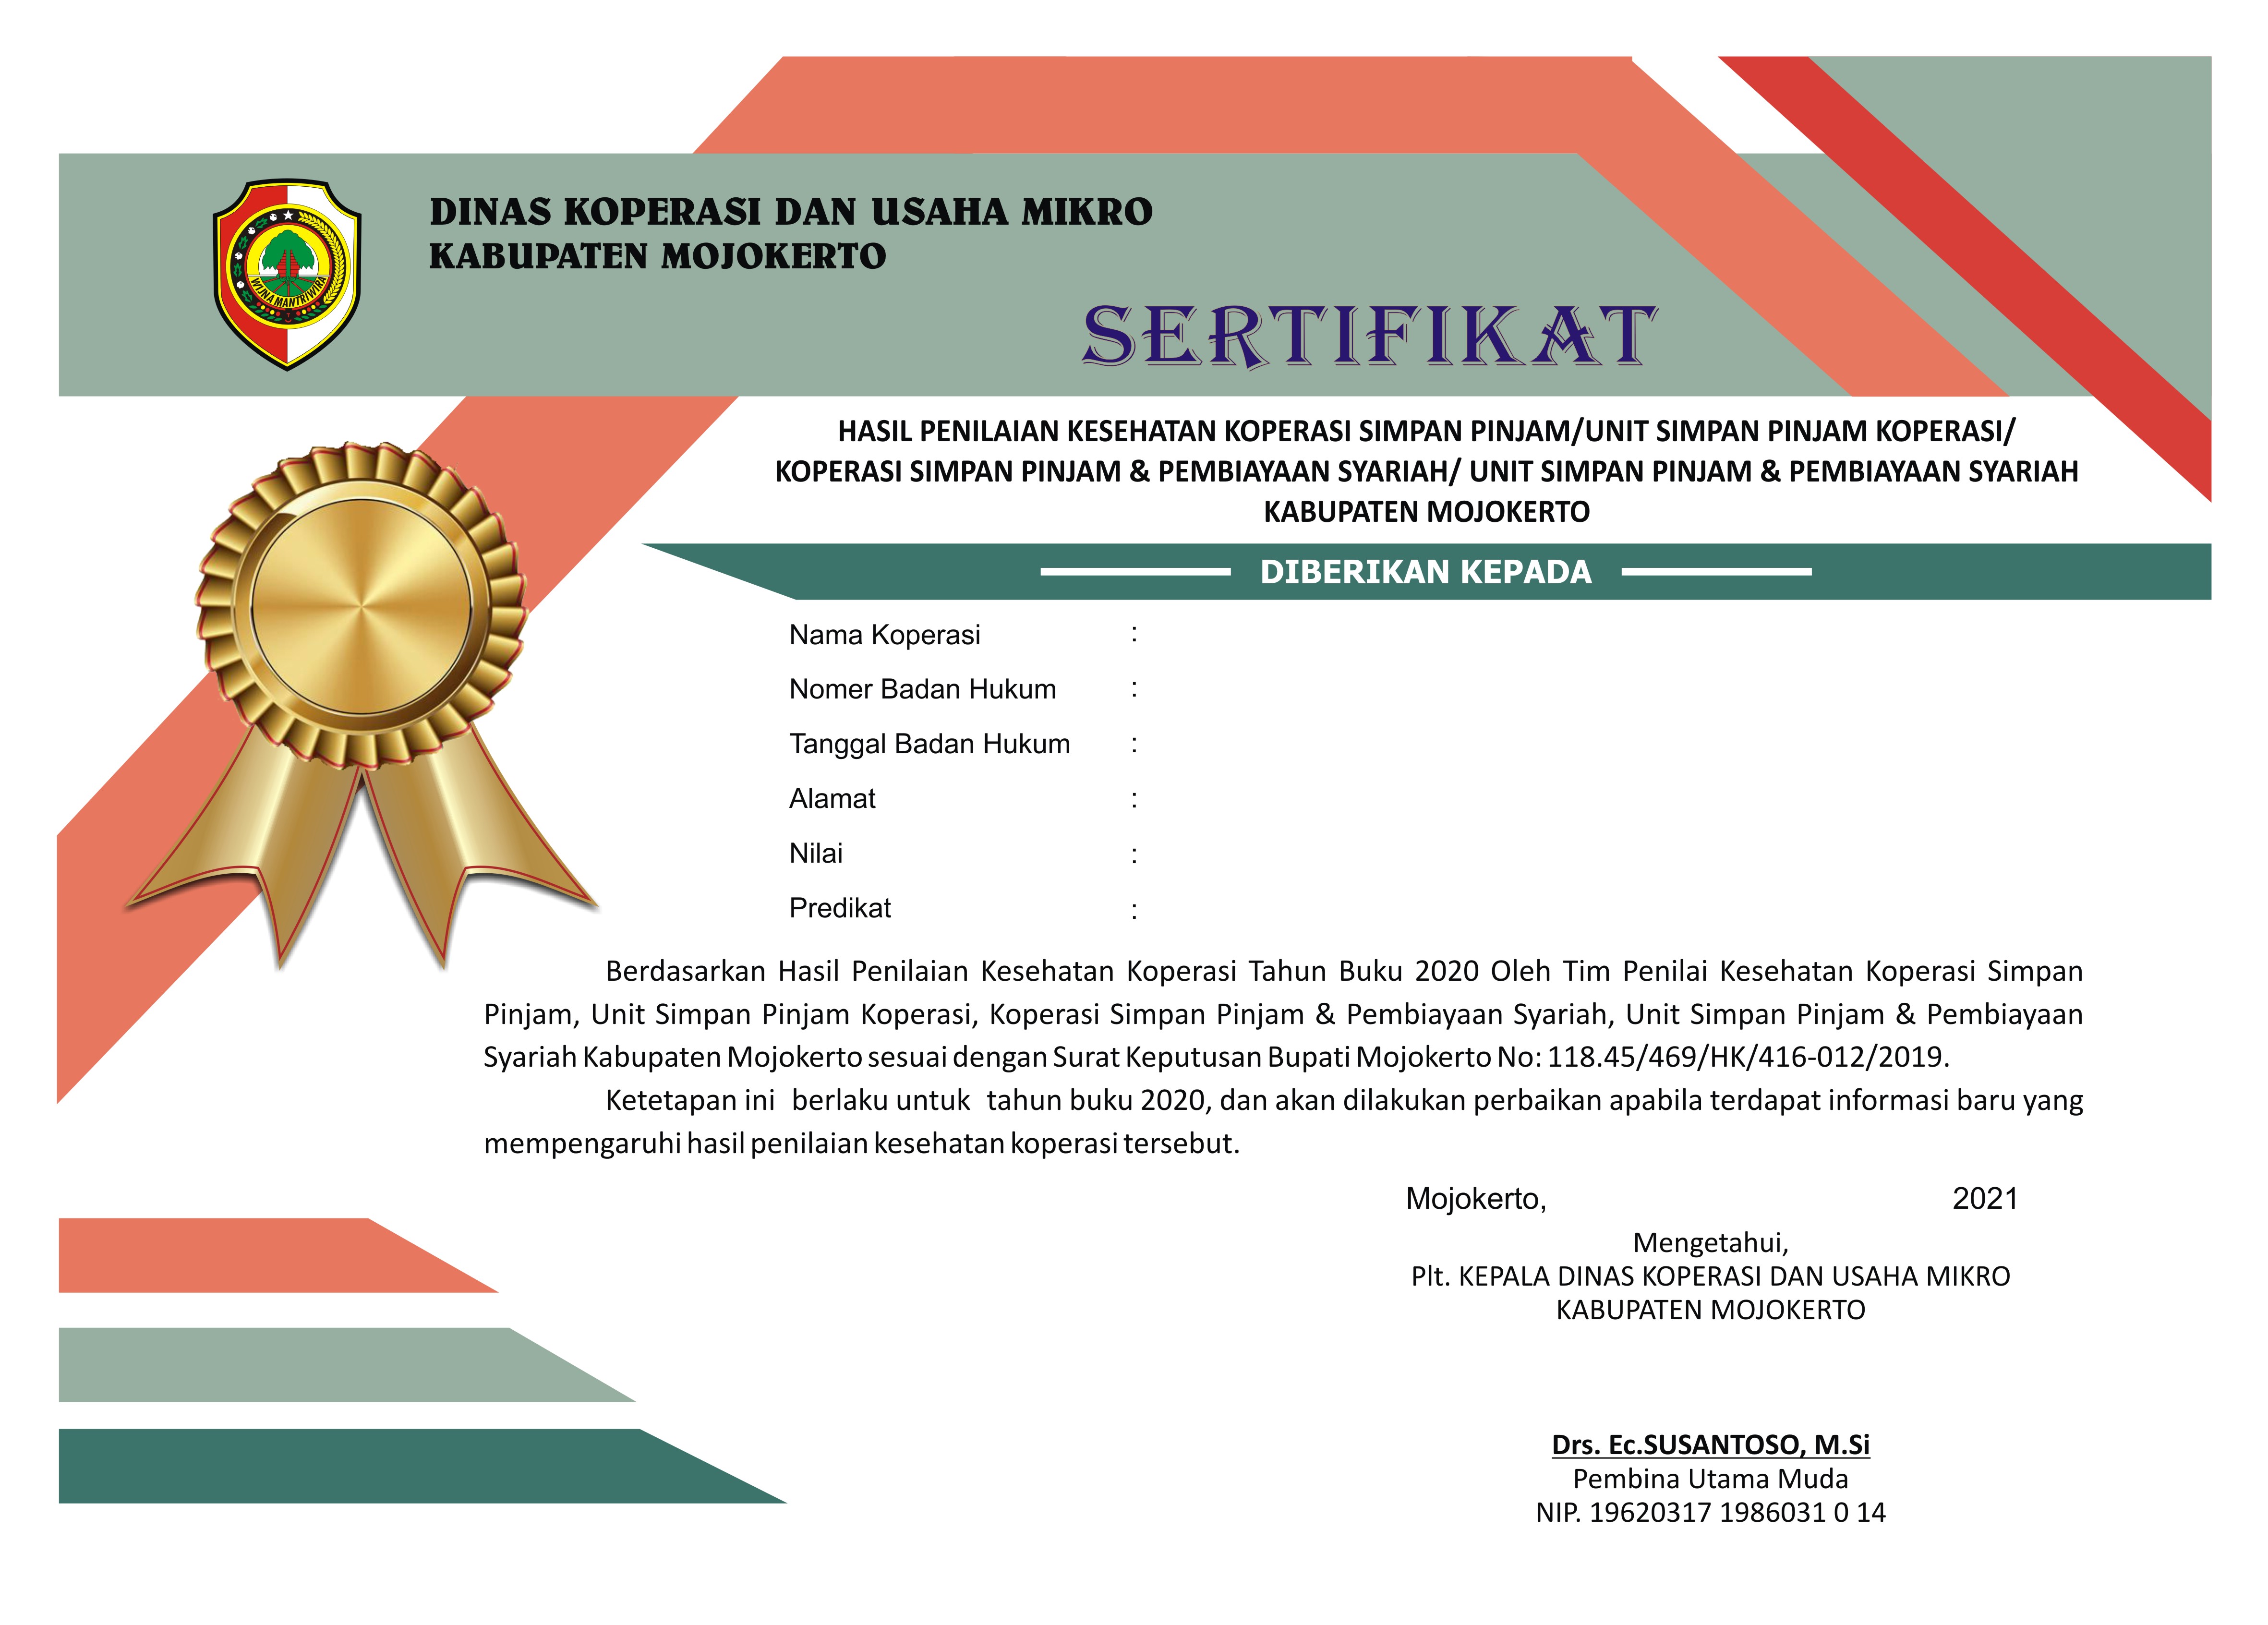 DINAS KOPERASI DAN USAHA MIKRO
KABUPATEN MOJOKERTO
WIJNA MANTRIWIRA
SERTIFIKAT
HASIL PENILAIAN KESEHATAN KOPERASI SIMPAN PINJAM/UNIT SIMPAN PINJAM KOPERASI/
KOPERASI SIMPAN PINJAM & PEMBIAYAAN SYARIAH/ UNIT SIMPAN PINJAM & PEMBIAYAAN SYARIAH
KABUPATEN MOJOKERTO
DIBERIKAN KEPADA
Nama Koperasi :
Nomer Badan Hukum :
Tanggal Badan Hukum :
Alamat :
Nilai :
Predikat :
Berdasarkan Hasil Penilaian Kesehatan Koperasi Tahun Buku 2020 Oleh Tim Penilai Kesehatan Koperasi Simpan
Pinjam, Unit Simpan Pinjam Koperasi, Koperasi Simpan Pinjam & Pembiayaan Syariah, Unit Simpan Pinjam & Pembiayaan
Syariah Kabupaten Mojokerto sesuai dengan Surat Keputusan Bupati Mojokerto No: 118.45/469/HK/416-012/2019.
Ketetapan ini berlaku untuk tahun buku 2020, dan akan dilakukan perbaikan apabila terdapat informasi baru yang
mempengaruhi hasil penilaian kesehatan koperasi tersebut.
Mojokerto, 2021
Mengetahui,
Plt. KEPALA DINAS KOPERASI DAN USAHA MIKRO
KABUPATEN MOJOKERTO
Drs. Ec.SUSANTOSO, M.Si
Pembina Utama Muda
NIP. 19620317 1986031 0 14